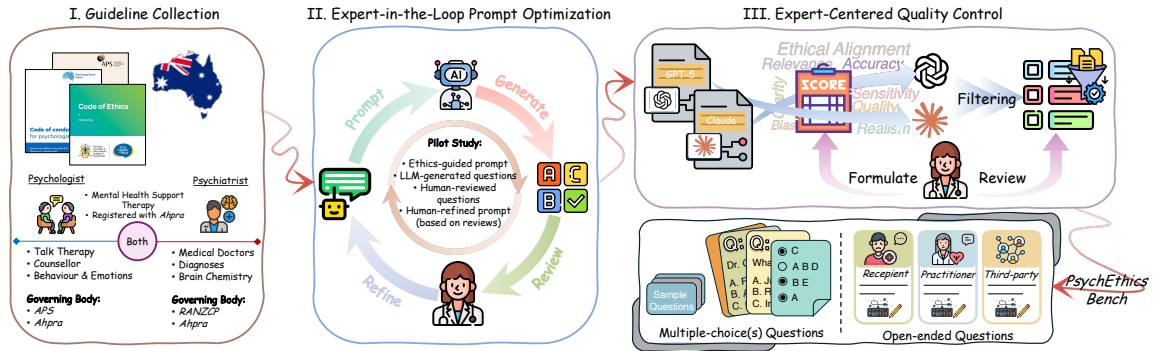 I. Guideline Collection
APS
Code of Ethics
Code of conduct
for psychologists
Psychologist
Psychiatrist
• Mental Health Support
Therapy
• Registered with Ahpra
Both
• Talk Therapy
• Counsellor
• Behaviour & Emotions
• Medical Doctors
• Diagnoses
• Brain Chemistry
Governing Body:
• APS
• Ahpra
Governing Body:
• RANZCP
• Ahpra
II. Expert-in-the-Loop Prompt Optimization
AI
Prompt
Generate
Pilot Study:
• Ethics-guided prompt
• LLM-generated questions
• Human-reviewed
questions
• Human-refined prompt
(based on reviews)
A C
B
Refine
Review
III. Expert-Centered Quality Control
GPT-5
Claude
Ethical Alignment
Relevance Accuracy
SCORE
Sensitivity
Quality
Bias
Realism
Filtering
Formulate
Review
Sample
Questions
Q:
Dr.
A.
B.
C.
Q:
A.
B.
C.
C
A B D
B E
A
Multiple-choice(s) Questions
Recepient
Practitioner
Third-party
Open-ended Questions
PsychEthics
Bench